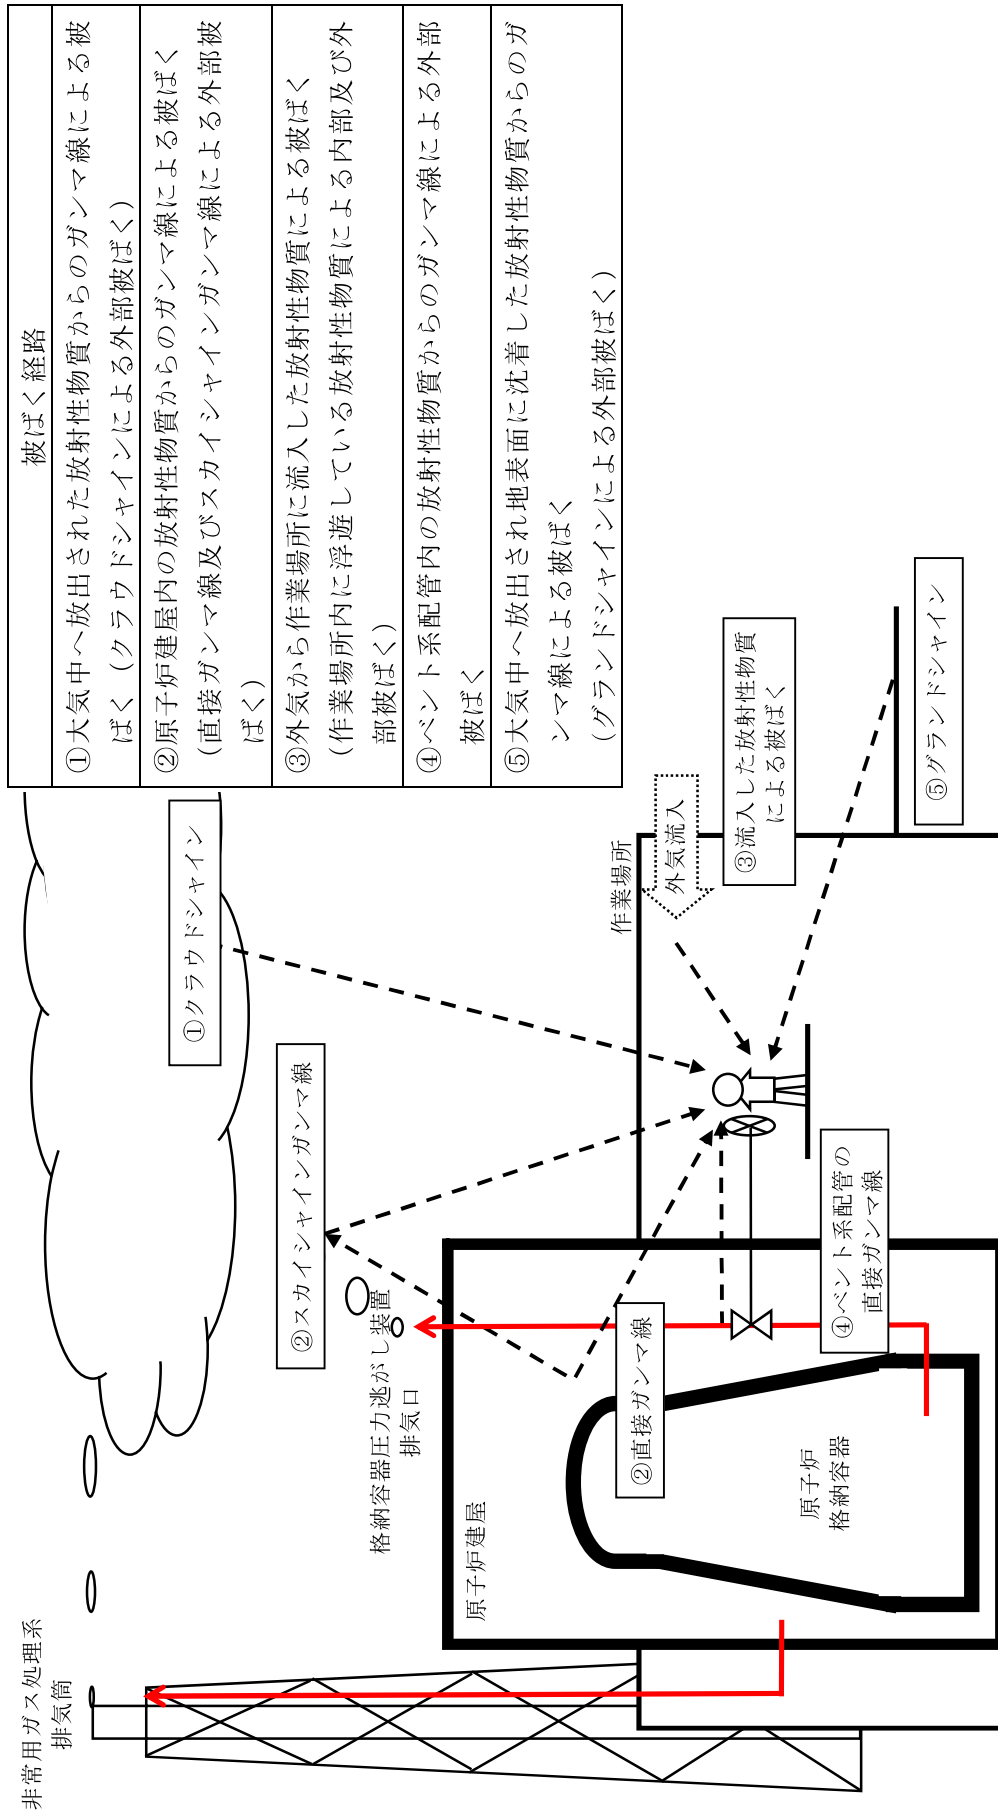 被ばく経路
①大気中へ放出された放射性物質からのガンマ線による被
ばく（クラウドシャインによる外部被ばく）
②原子炉建屋内の放射性物質からのガンマ線による被ばく
(直接ガンマ線及びスカイシャインガンマ線による外部被
ばく)
③外気から作業場所に流入した放射性物質による被ばく
(作業場所内に浮遊している放射性物質による内部及び外
部被ばく)
④ベント系配管内の放射性物質からのガンマ線による外部
被ばく
⑤大気中へ放出され地表面に沈着した放射性物質からのガ
ンマ線による被ばく
(グランドシャインによる外部被ばく)
非常用ガス処理系
排気筒
①クラウドシャイン
②スカイシャインガンマ線
格納容器圧力逃がし装置
排気口
原子炉建屋
②直接ガンマ線
原子炉
格納容器
④ベント系配管の
直接ガンマ線
作業場所
外気流入
③流入した放射性物質
による被ばく
⑤グランドシャイン